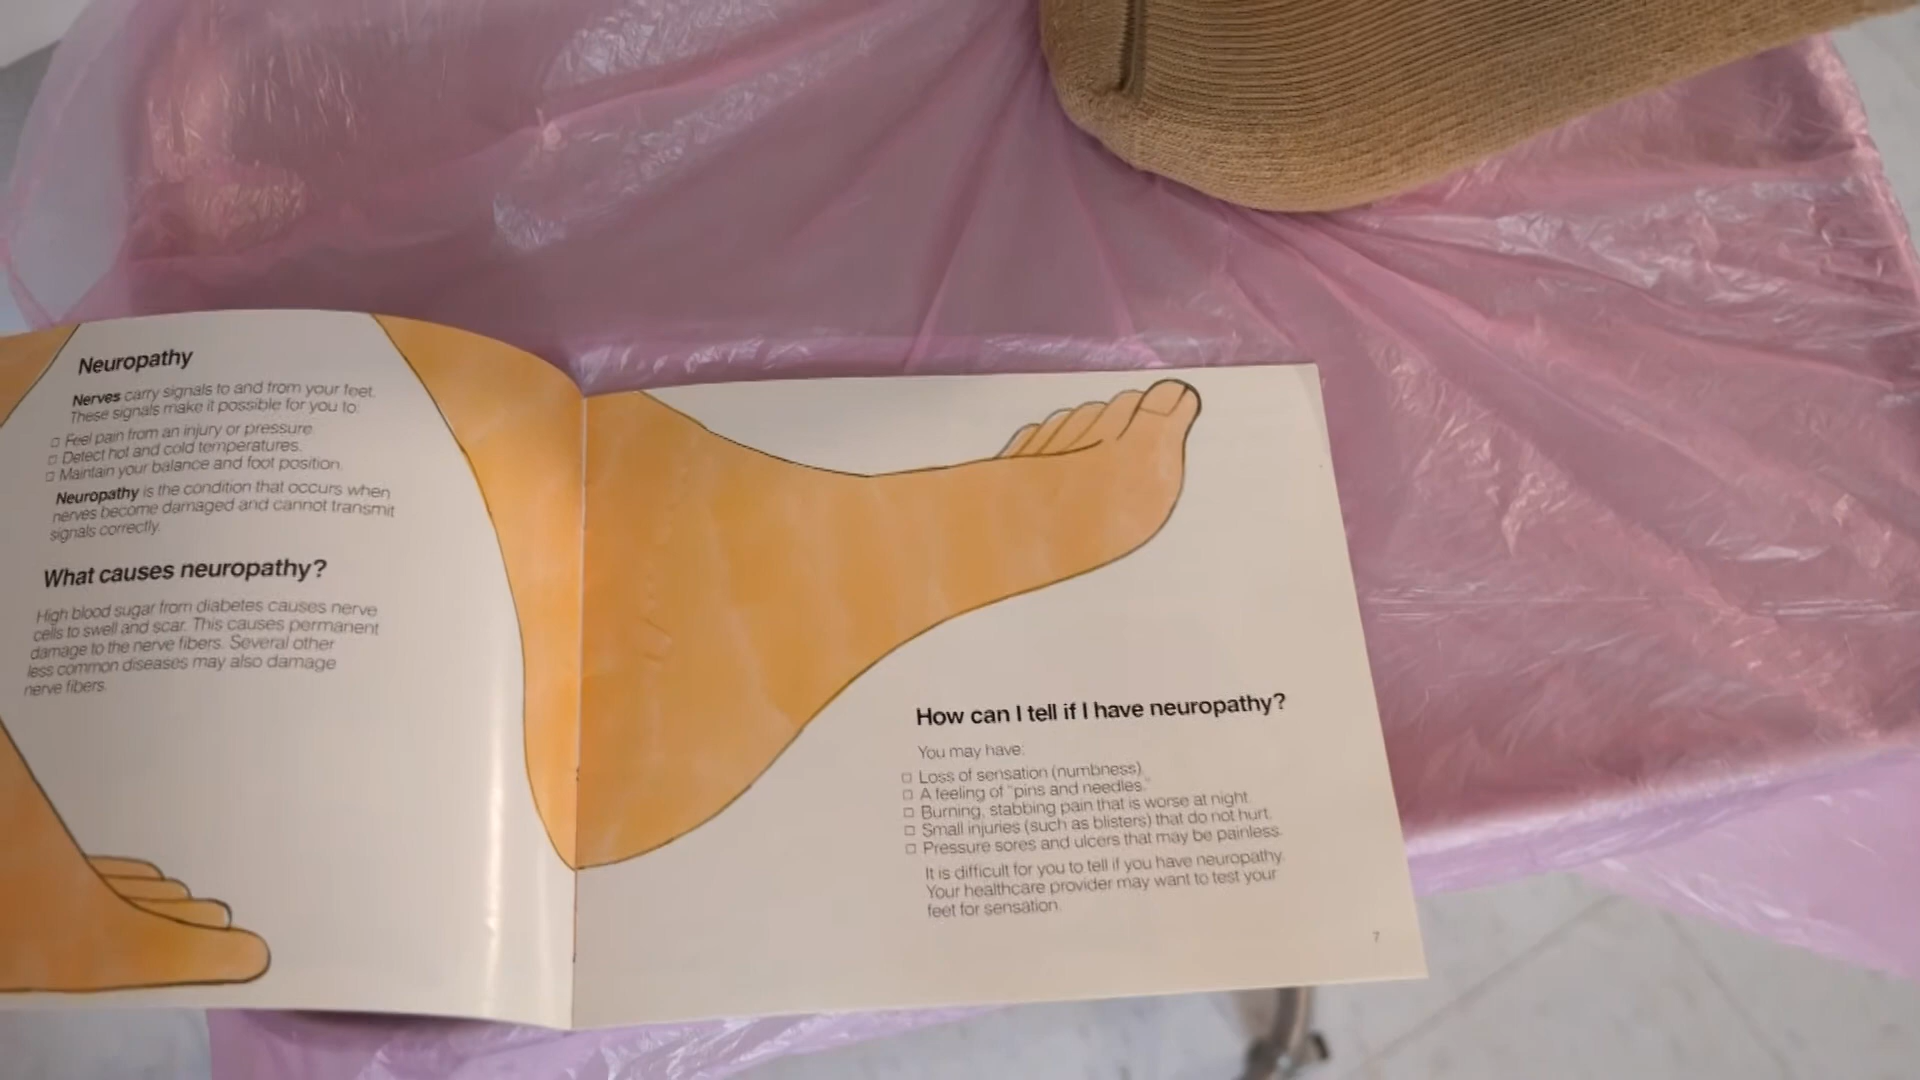 Neuropathy
Nerves carry signals to and from your feet.
These signals make it possible for you to:
□ Feel pain from an injury or pressure.
□ Detect hot and cold temperatures.
□ Maintain your balance and foot position.
Neuropathy is the condition that occurs when
nerves become damaged and cannot transmit
signals correctly.
What causes neuropathy?
High blood sugar from diabetes causes nerve
cells to swell and scar. This causes permanent
damage to the nerve fibers. Several other
less common diseases may also damage
nerve fibers.
How can I tell if I have neuropathy?
You may have:
□ Loss of sensation (numbness).
□ A feeling of "pins and needles."
□ Burning, stabbing pain that is worse at night.
□ Small injuries (such as blisters) that do not hurt.
□ Pressure sores and ulcers that may be painless.
It is difficult for you to tell if you have neuropathy.
Your healthcare provider may want to test your
feet for sensation.
7